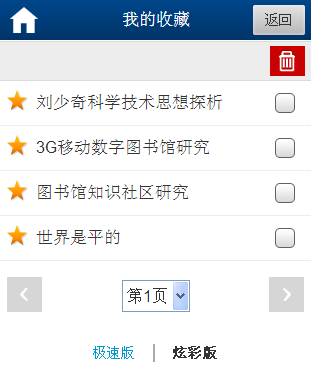 我的收藏 返回
刘少奇科学技术思想探析
3G移动数字图书馆研究
图书馆知识社区研究
世界是平的
第1页
极速版 | 炫彩版